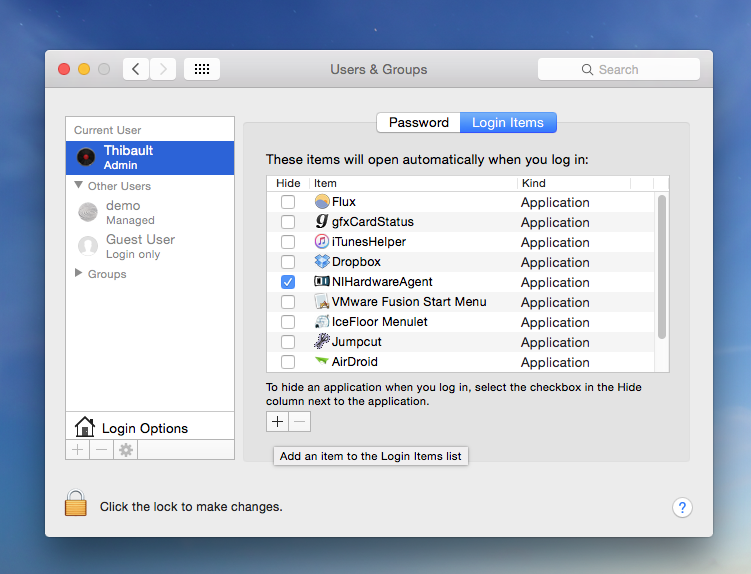 Users & Groups
Search
Current User
Thibault
Admin
Other Users
demo
Managed
Guest User
Login only
Groups
Login Options
Password
Login Items
These items will open automatically when you log in:
Hide Item Kind
Flux Application
gfxCardStatus Application
iTunesHelper Application
Dropbox Application
NIHardwareAgent Application
VMware Fusion Start Menu Application
IceFloor Menulet Application
Jumpcut Application
AirDroid Application
To hide an application when you log in, select the checkbox in the Hide
column next to the application.
Add an item to the Login Items list
Click the lock to make changes.
?